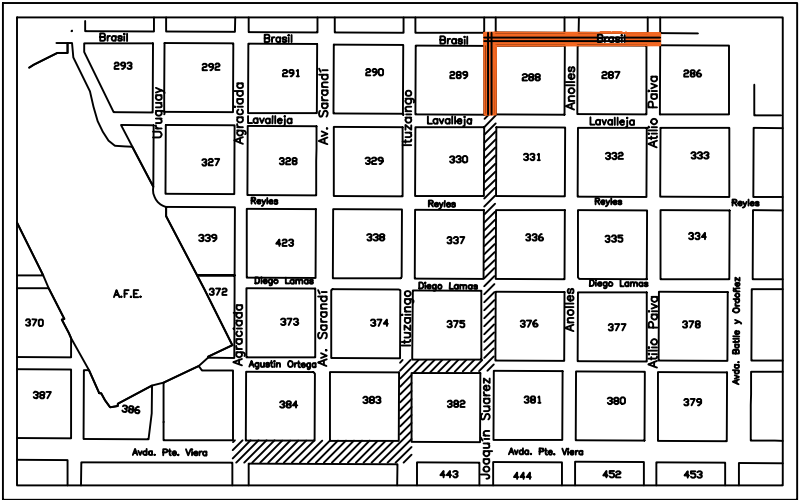 Brasil Brasil Brasil Brasil
293 292 291 290 289 288 287 286
Uruguay Agraciada Av. Sarandí Ituzaingo Anolles Atilio Paiva
Lavalleja Lavalleja Lavalleja
327 328 329 330 331 332 333
Reyles Reyles Reyles Reyles
339 423 338 337 336 335 334
Diego Lamas Diego Lamas Diego Lamas
A.F.E. 372
370 373 374 375 376 377 378
Agraciada Av. Sarandí Ituzaingo Anolles Atilio Paiva Avda. Batlle y Ordoñez
Agustín Ortega
387 386 384 383 382 381 380 379
Joaquín Suarez
Avda. Pte. Viera Avda. Pte. Viera
443 444 452 453